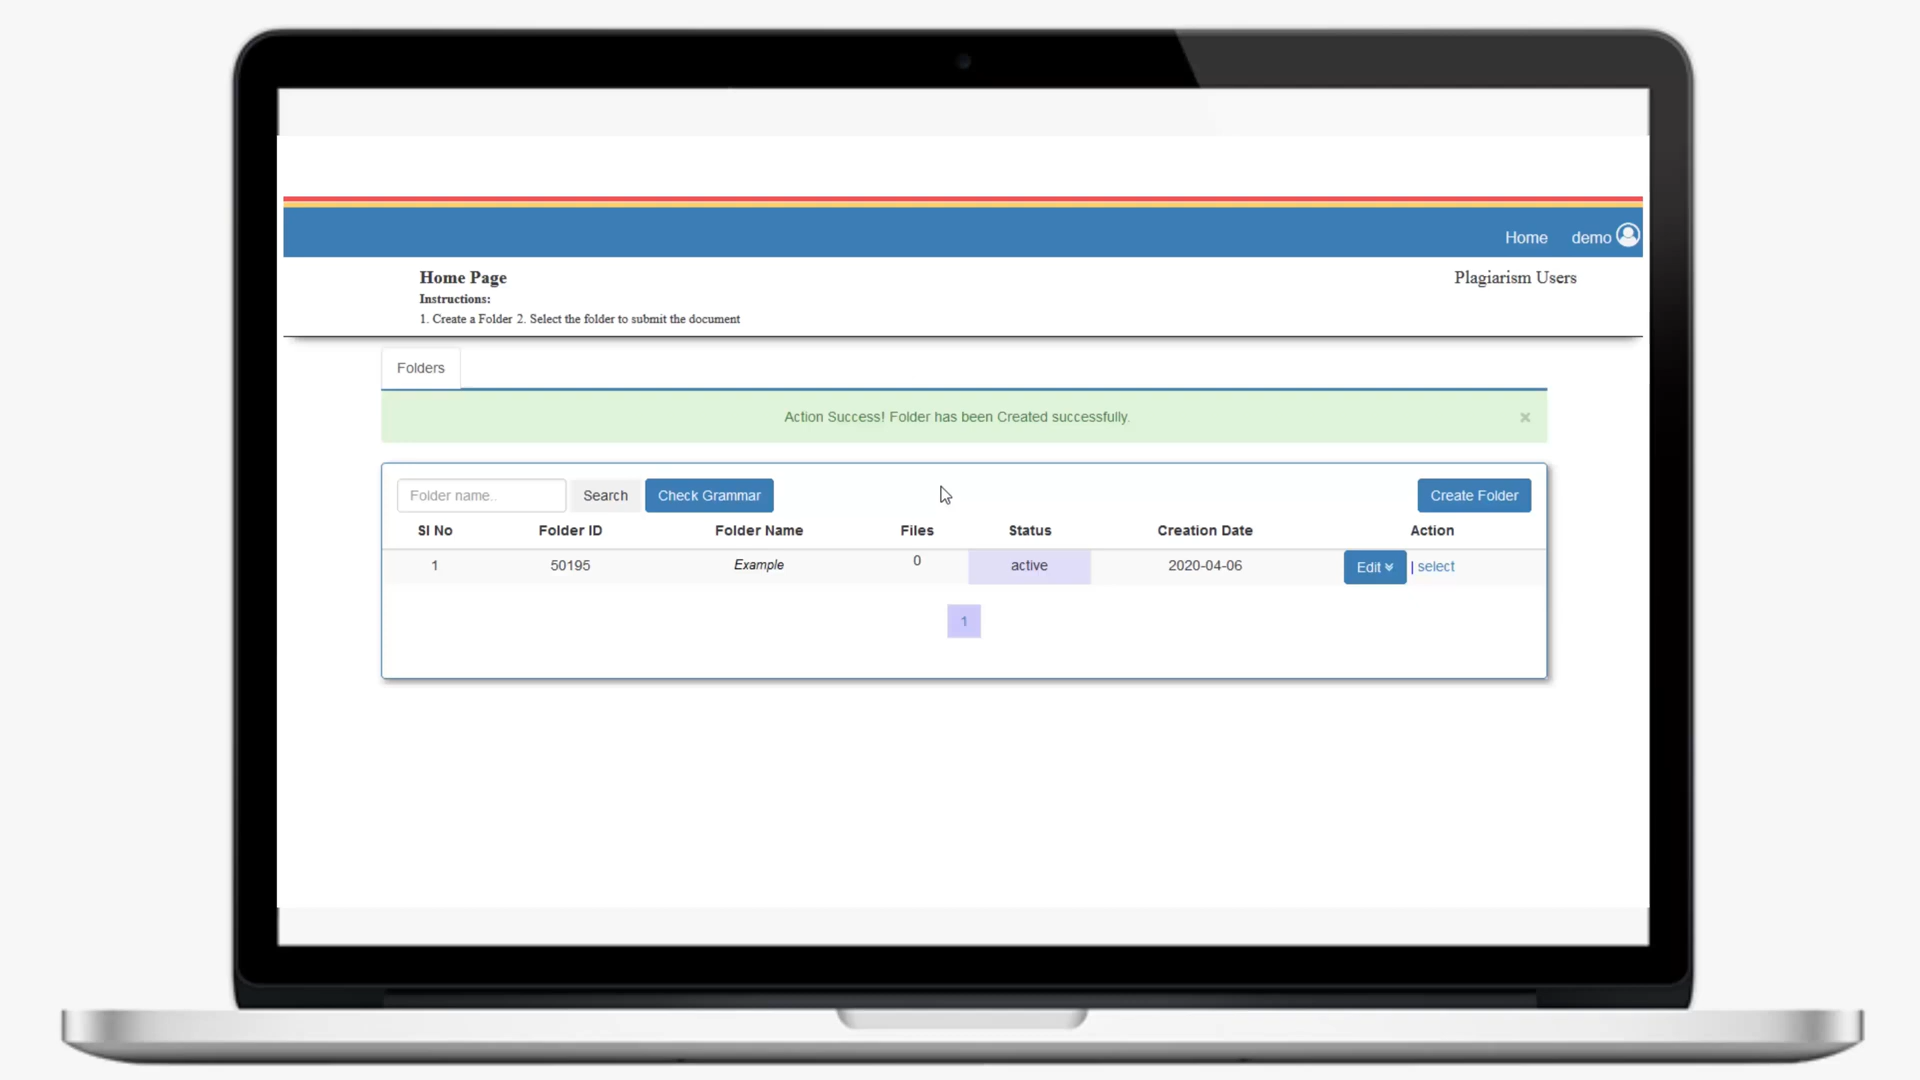 Home demo
Home Page Plagiarism Users
Instructions:
1. Create a Folder 2. Select the folder to submit the document
Folders
Action Success! Folder has been Created successfully. ×
Folder name.. Search Check Grammar Create Folder
Sl No Folder ID Folder Name Files Status Creation Date Action
1 50195 Example 0 active 2020-04-06 Edit | select
1